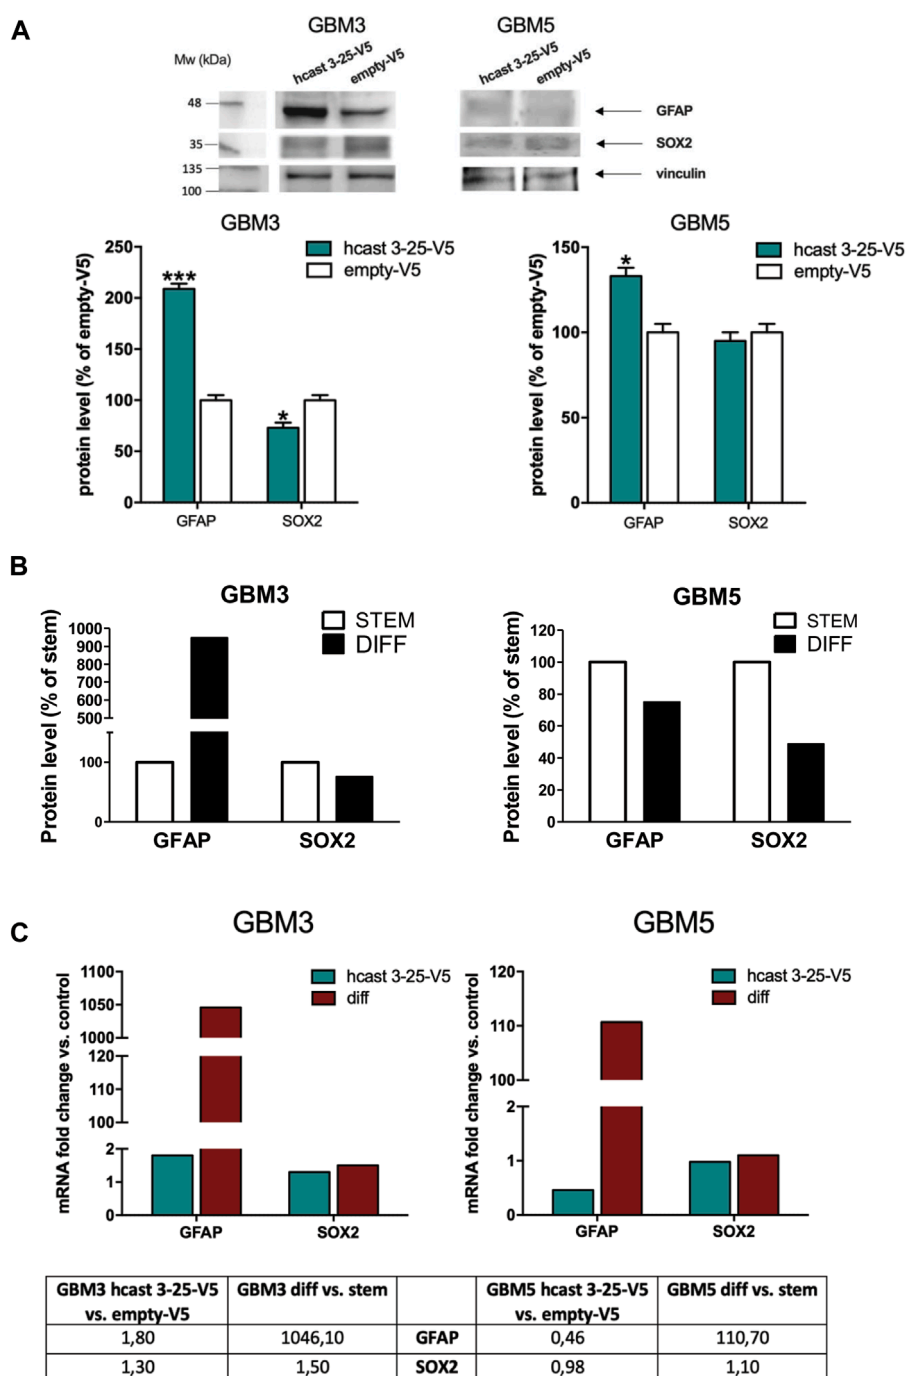 A
GBM3
GBM5
Mw (kDa)
hcast 3-25-V5
empty-V5
hcast 3-25-V5
empty-V5
48
GFAP
35
SOX2
135
vinculin
100
GBM3
protein level (% of empty-V5)
250
200
150
100
50
0
***
*
hcast 3-25-V5
empty-V5
GFAP
SOX2
GBM5
protein level (% of empty-V5)
150
100
50
0
*
hcast 3-25-V5
empty-V5
GFAP
SOX2
B
GBM3
Protein level (% of stem)
1000
900
800
700
600
500
100
0
STEM
DIFF
GFAP
SOX2
GBM5
Protein level (% of stem)
120
100
80
60
40
20
0
STEM
DIFF
GFAP
SOX2
C
GBM3
mRNA fold change vs. control
1100
1050
1000
120
110
100
2
1
0
hcast 3-25-V5
diff
GFAP
SOX2
GBM5
mRNA fold change vs. control
120
110
100
2
1
0
hcast 3-25-V5
diff
GFAP
SOX2
GBM3 hcast 3-25-V5 GBM3 diff vs. stem GBM5 hcast 3-25-V5 GBM5 diff vs. stem
vs. empty-V5 vs. empty-V5
1,80 1046,10 GFAP 0,46 110,70
1,30 1,50 SOX2 0,98 1,10